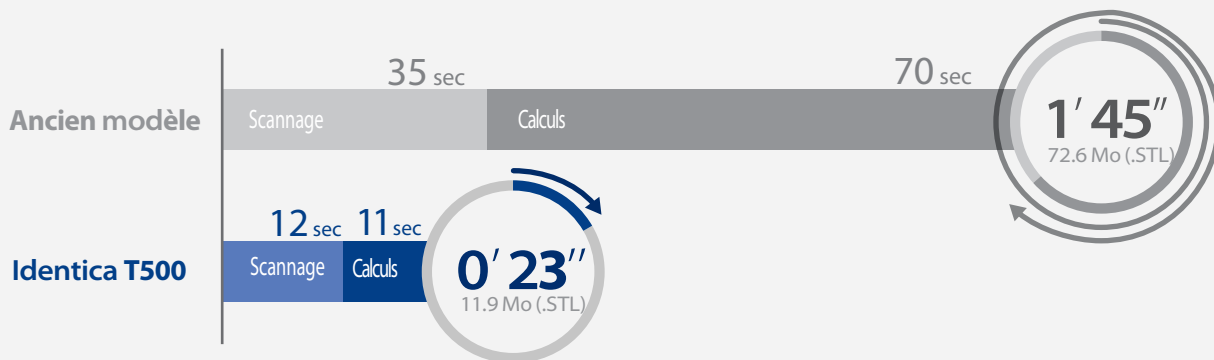 35 sec
70 sec
Ancien modèle
Scannage
Calculs
1′ 45″
72.6 Mo (.STL)
12 sec
11 sec
Identica T500
Scannage
Calculs
0′ 23″
11.9 Mo (.STL)